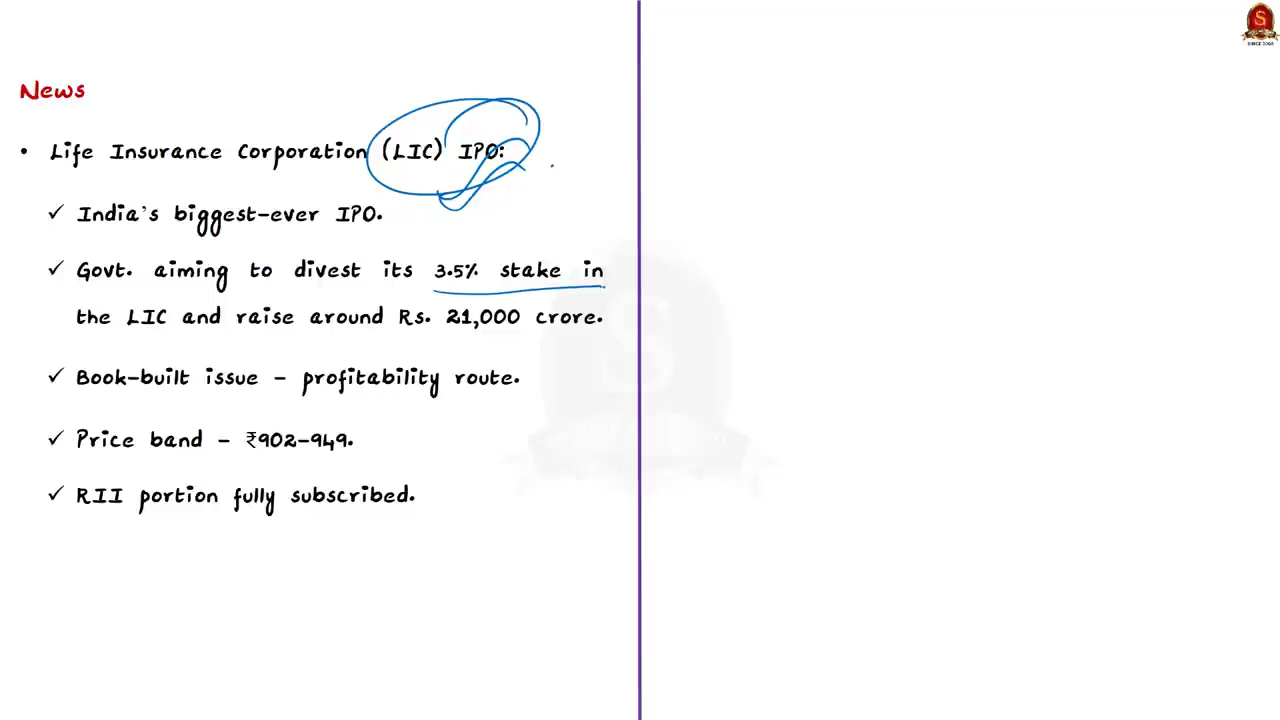 News
• Life Insurance Corporation (LIC) IPO:
✓ India's biggest-ever IPO.
✓ Govt. aiming to divest its 3.5% stake in
the LIC and raise around Rs. 21,000 crore.
✓ Book-built issue – profitability route.
✓ Price band – ₹902-949.
✓ RII portion fully subscribed.
S
SINCE 2004